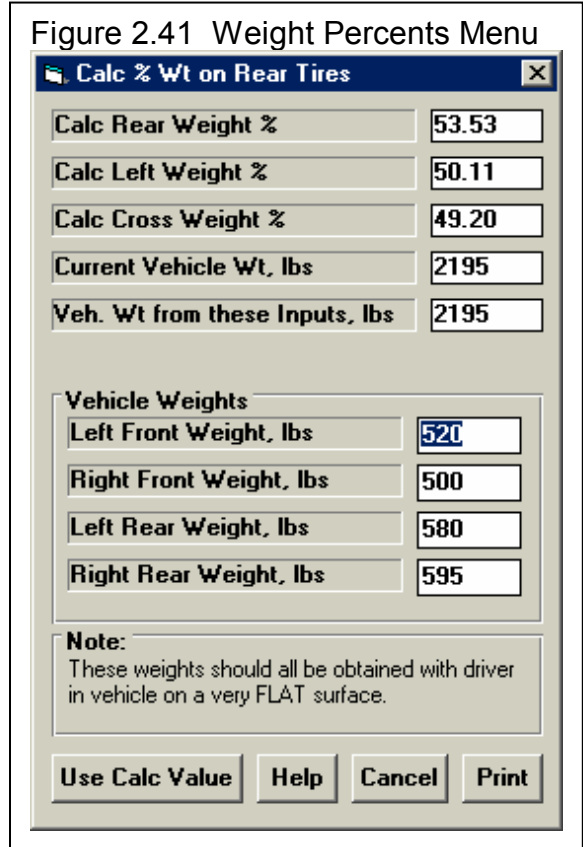 Figure 2.41 Weight Percents Menu
Calc % Wt on Rear Tires
Calc Rear Weight % 53.53
Calc Left Weight % 50.11
Calc Cross Weight % 49.20
Current Vehicle Wt, lbs 2195
Veh. Wt from these Inputs, lbs 2195
Vehicle Weights
Left Front Weight, lbs 520
Right Front Weight, lbs 500
Left Rear Weight, lbs 580
Right Rear Weight, lbs 595
Note:
These weights should all be obtained with driver
in vehicle on a very FLAT surface.
Use Calc Value Help Cancel Print